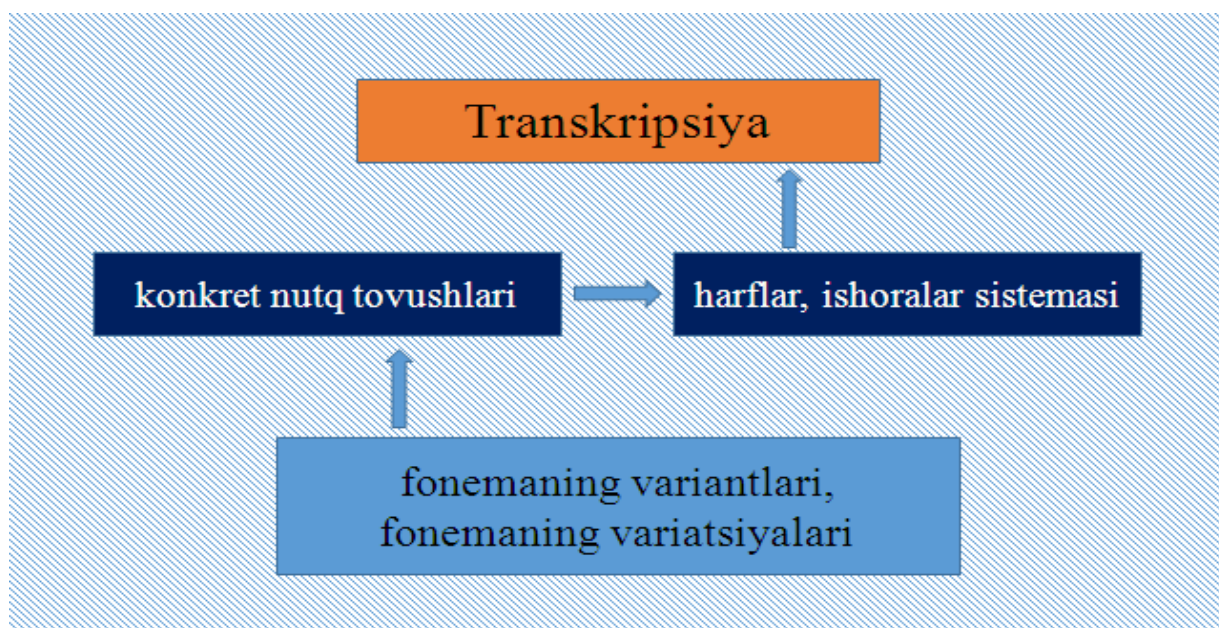 Transkripsiya
konkret nutq tovushlari
harflar, ishoralar sistemasi
fonemaning variantlari,
fonemaning variatsiyalari